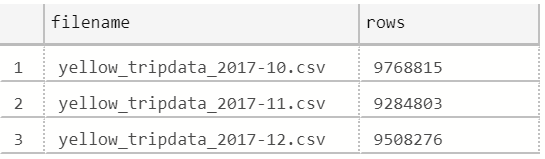 filename rows
1 yellow_tripdata_2017-10.csv 9768815
2 yellow_tripdata_2017-11.csv 9284803
3 yellow_tripdata_2017-12.csv 9508276